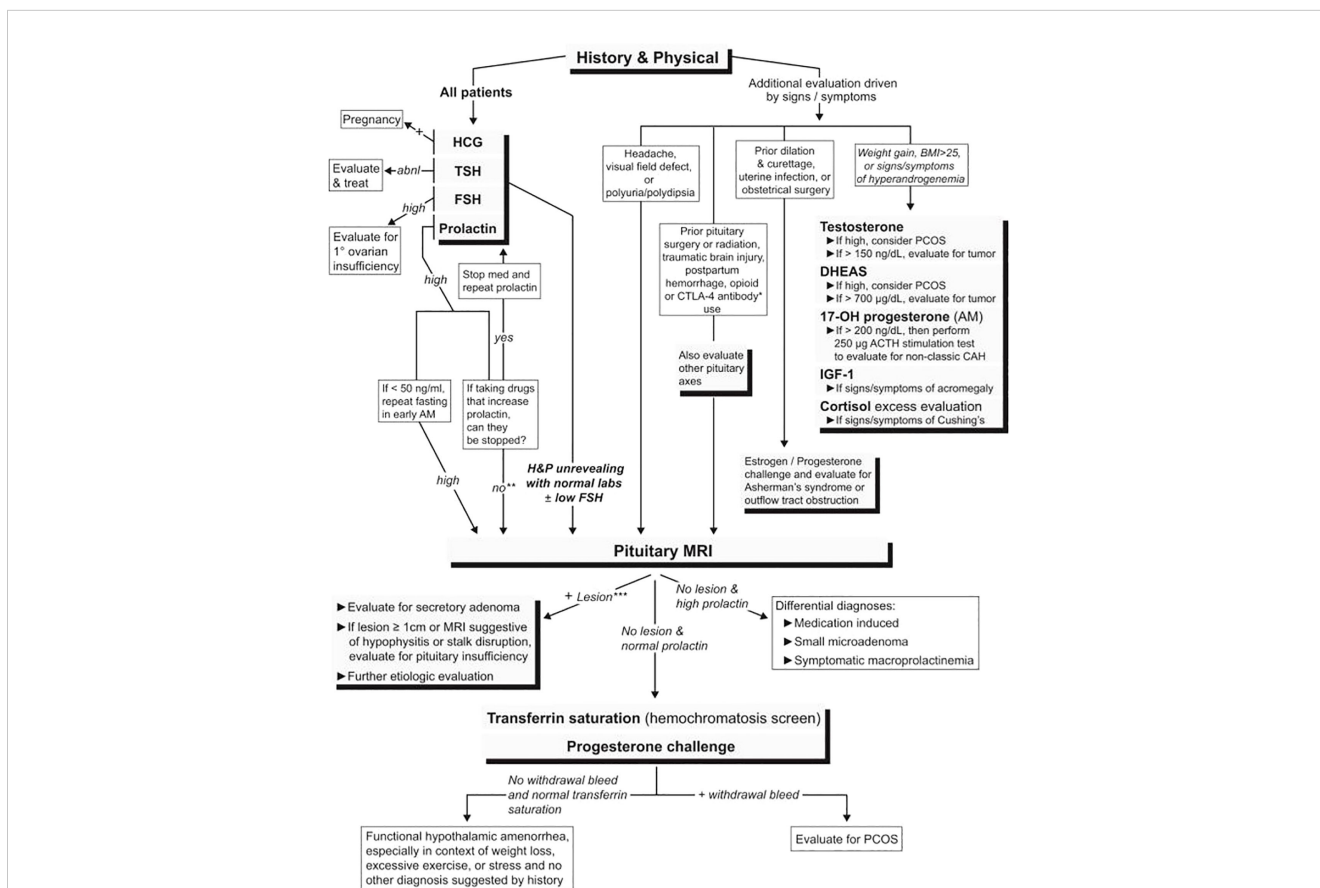 History & Physical
All patients
Additional evaluation driven
by signs / symptoms
Pregnancy
+
HCG
Evaluate
& treat
abnl
TSH
high
FSH
Prolactin
Evaluate for
1° ovarian
insufficiency
high
Stop med and
repeat prolactin
yes
If < 50 ng/ml,
repeat fasting
in early AM
If taking drugs
that increase
prolactin,
can they
be stopped?
high
no**
H&P unrevealing
with normal labs
± low FSH
Headache,
visual field defect,
or
polyuria/polydipsia
Prior pituitary
surgery or radiation,
traumatic brain injury,
postpartum
hemorrhage, opioid
or CTLA-4 antibody*
use
Also evaluate
other pituitary
axes
Prior dilation
& curettage,
uterine infection, or
obstetrical surgery
Estrogen / Progesterone
challenge and evaluate for
Asherman's syndrome or
outflow tract obstruction
Weight gain, BMI>25,
or signs/symptoms
of hyperandrogenemia
Testosterone
►If high, consider PCOS
►If > 150 ng/dL, evaluate for tumor
DHEAS
►If high, consider PCOS
►If > 700 µg/dL, evaluate for tumor
17-OH progesterone (AM)
►If > 200 ng/dL, then perform
250 µg ACTH stimulation test
to evaluate for non-classic CAH
IGF-1
►If signs/symptoms of acromegaly
Cortisol excess evaluation
►If signs/symptoms of Cushing's
Pituitary MRI
+ Lesion***
►Evaluate for secretory adenoma
►If lesion ≥ 1cm or MRI suggestive
of hypophysitis or stalk disruption,
evaluate for pituitary insufficiency
►Further etiologic evaluation
No lesion &
normal prolactin
No lesion &
high prolactin
Differential diagnoses:
►Medication induced
►Small microadenoma
►Symptomatic macroprolactinemia
Transferrin saturation (hemochromatosis screen)
Progesterone challenge
No withdrawal bleed
and normal transferrin
saturation
+ withdrawal bleed
Functional hypothalamic amenorrhea,
especially in context of weight loss,
excessive exercise, or stress and no
other diagnosis suggested by history
Evaluate for PCOS